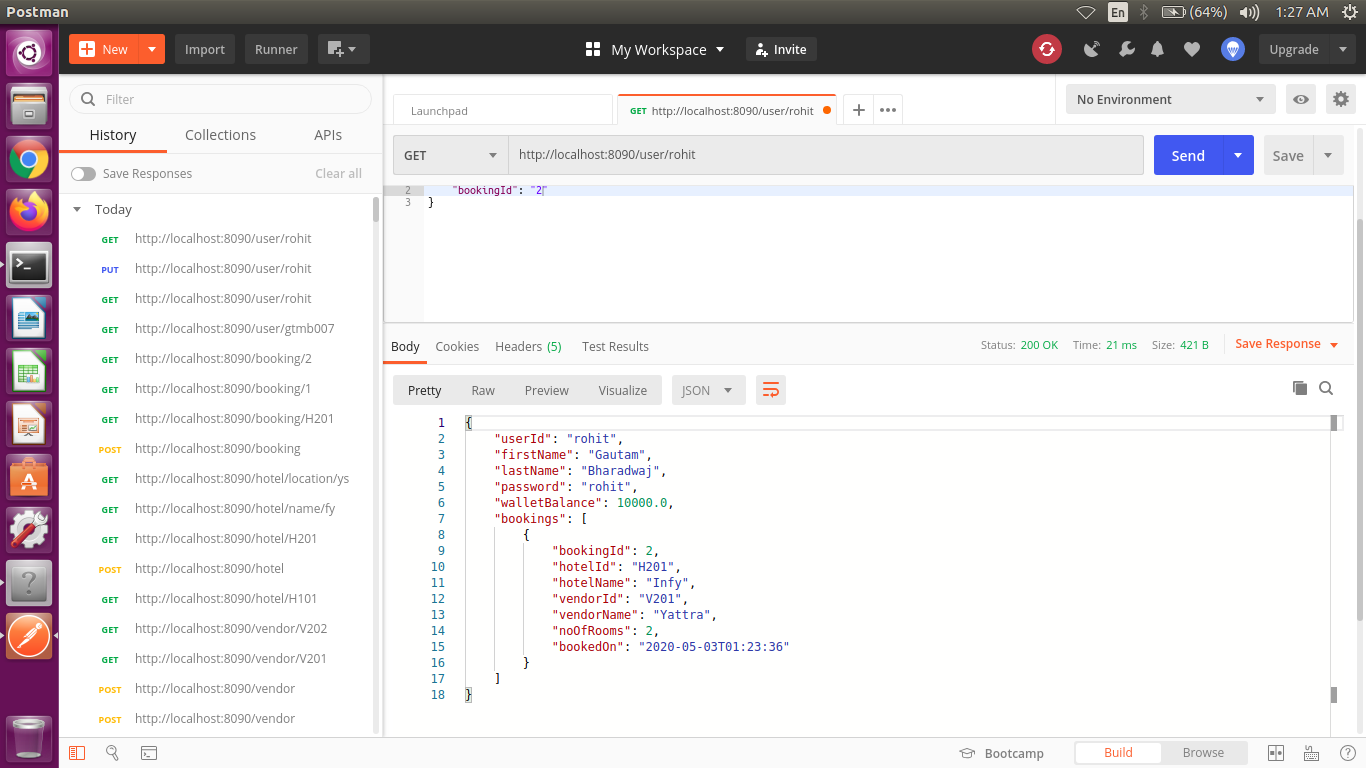 Postman
En
(64%)
1:27 AM
New
Import
Runner
My Workspace
Invite
Upgrade
Filter
History
Collections
APIs
Save Responses
Clear all
Today
GET http://localhost:8090/user/rohit
PUT http://localhost:8090/user/rohit
GET http://localhost:8090/user/rohit
GET http://localhost:8090/user/gtmb007
GET http://localhost:8090/booking/2
GET http://localhost:8090/booking/1
GET http://localhost:8090/booking/H201
POST http://localhost:8090/booking
GET http://localhost:8090/hotel/location/ys
GET http://localhost:8090/hotel/name/fy
GET http://localhost:8090/hotel/H201
POST http://localhost:8090/hotel
GET http://localhost:8090/hotel/H101
GET http://localhost:8090/vendor/V202
GET http://localhost:8090/vendor/V201
POST http://localhost:8090/vendor
POST http://localhost:8090/vendor
Launchpad
GET http://localhost:8090/user/rohit
No Environment
GET
http://localhost:8090/user/rohit
Send
Save
2 "bookingId": "2"
3 }
Body
Cookies
Headers (5)
Test Results
Status: 200 OK
Time: 21 ms
Size: 421 B
Save Response
Pretty
Raw
Preview
Visualize
JSON
1 {
2 "userId": "rohit",
3 "firstName": "Gautam",
4 "lastName": "Bharadwaj",
5 "password": "rohit",
6 "walletBalance": 10000.0,
7 "bookings": [
8 {
9 "bookingId": 2,
10 "hotelId": "H201",
11 "hotelName": "Infy",
12 "vendorId": "V201",
13 "vendorName": "Yattra",
14 "noOfRooms": 2,
15 "bookedOn": "2020-05-03T01:23:36"
16 }
17 ]
18 }
Bootcamp
Build
Browse